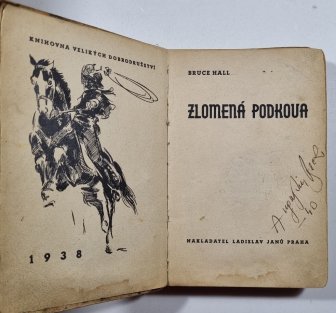 KNIHOVNA VELIKÝCH DOBRODRUŽSTVÍ
1938
BRUCE HALL
ZLOMENÁ PODKOVA
NAKLADATEL LADISLAV JANŮ PRAHA